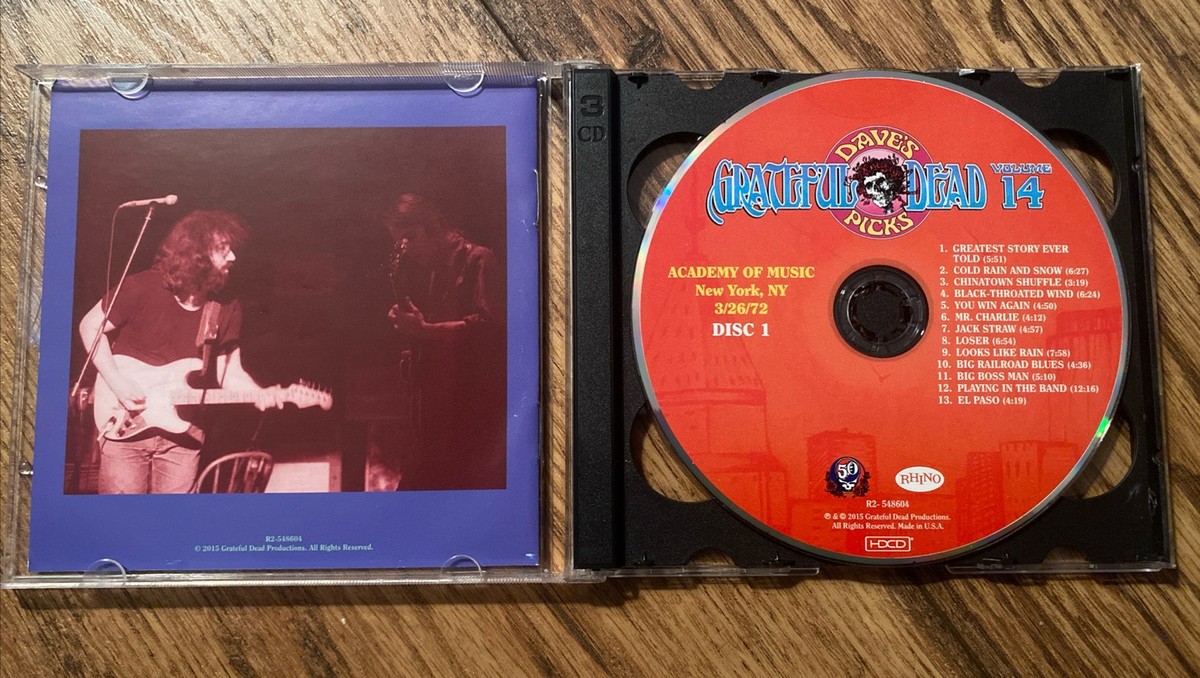 R2-548604
© 2015 Grateful Dead Productions. All Rights Reserved.
3
CD
DAVE'S
GRATEFUL DEAD
PICKS
VOLUME
14
ACADEMY OF MUSIC
New York, NY
3/26/72
DISC 1
1. GREATEST STORY EVER
TOLD (5:51)
2. COLD RAIN AND SNOW (6:27)
3. CHINATOWN SHUFFLE (3:19)
4. BLACK-THROATED WIND (6:24)
5. YOU WIN AGAIN (4:50)
6. MR. CHARLIE (4:12)
7. JACK STRAW (4:57)
8. LOSER (6:54)
9. LOOKS LIKE RAIN (7:58)
10. BIG RAILROAD BLUES (4:36)
11. BIG BOSS MAN (5:10)
12. PLAYING IN THE BAND (12:16)
13. EL PASO (4:19)
50
RHINO
R2- 548604
℗ & © 2015 Grateful Dead Productions.
All Rights Reserved. Made in U.S.A.
HDCD